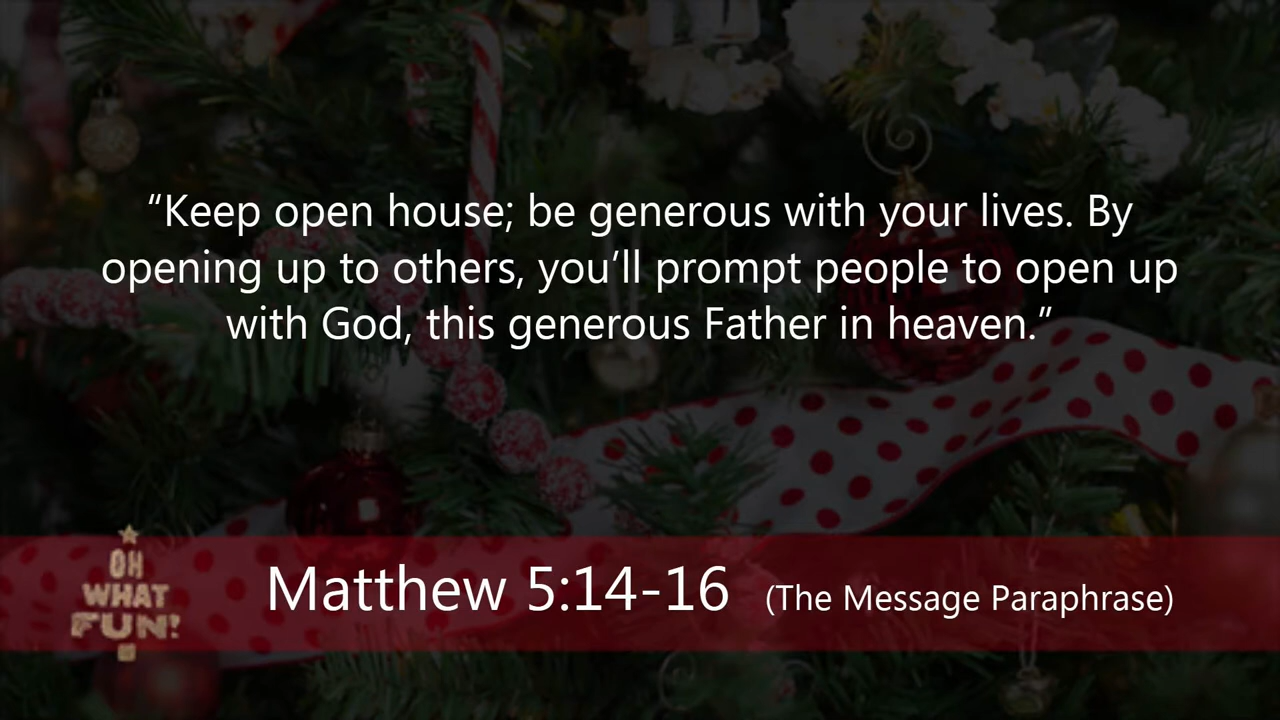 “Keep open house; be generous with your lives. By
opening up to others, you’ll prompt people to open up
with God, this generous Father in heaven.”
OH
WHAT
FUN!
Matthew 5:14-16 (The Message Paraphrase)